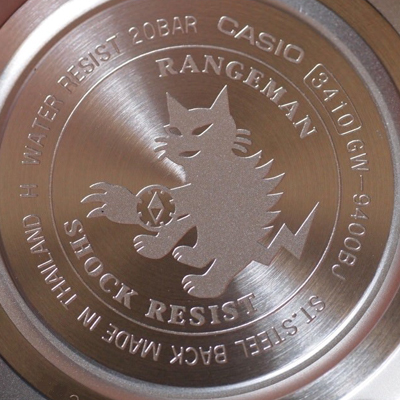 WATER RESIST 20BAR CASIO 3410 GW-9400BJ
ST.STEEL BACK MADE IN THAILAND H
RANGEMAN
SHOCK RESIST